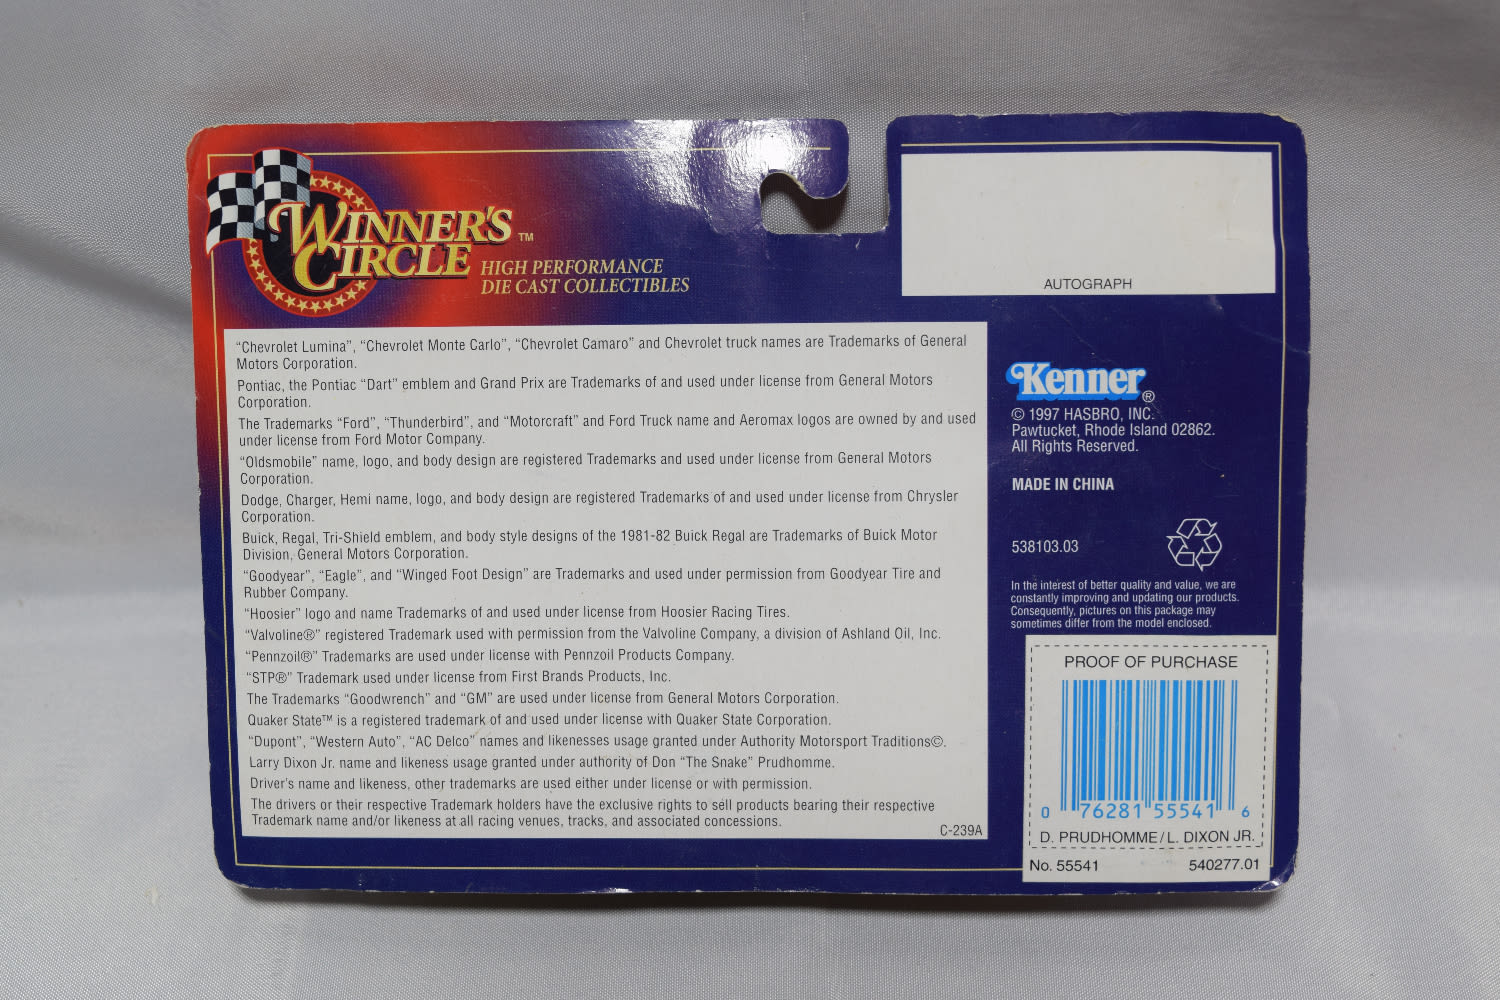 WINNER'S
CIRCLE ™
HIGH PERFORMANCE
DIE CAST COLLECTIBLES
AUTOGRAPH
“Chevrolet Lumina”, “Chevrolet Monte Carlo”, “Chevrolet Camaro” and Chevrolet truck names are Trademarks of General
Motors Corporation.
Pontiac, the Pontiac “Dart” emblem and Grand Prix are Trademarks of and used under license from General Motors
Corporation.
The Trademarks “Ford”, “Thunderbird”, and “Motorcraft” and Ford Truck name and Aeromax logos are owned by and used
under license from Ford Motor Company.
“Oldsmobile” name, logo, and body design are registered Trademarks and used under license from General Motors
Corporation.
Dodge, Charger, Hemi name, logo, and body design are registered Trademarks of and used under license from Chrysler
Corporation.
Buick, Regal, Tri-Shield emblem, and body style designs of the 1981-82 Buick Regal are Trademarks of Buick Motor
Division, General Motors Corporation.
“Goodyear”, “Eagle”, and “Winged Foot Design” are Trademarks and used under permission from Goodyear Tire and
Rubber Company.
“Hoosier” logo and name Trademarks of and used under license from Hoosier Racing Tires.
“Valvoline®” registered Trademark used with permission from the Valvoline Company, a division of Ashland Oil, Inc.
“Pennzoil®” Trademarks are used under license with Pennzoil Products Company.
“STP®” Trademark used under license from First Brands Products, Inc.
The Trademarks “Goodwrench” and “GM” are used under license from General Motors Corporation.
Quaker State™ is a registered trademark of and used under license with Quaker State Corporation.
“Dupont”, “Western Auto”, “AC Delco” names and likenesses usage granted under Authority Motorsport Traditions©.
Larry Dixon Jr. name and likeness usage granted under authority of Don “The Snake” Prudhomme.
Driver's name and likeness, other trademarks are used either under license or with permission.
The drivers or their respective Trademark holders have the exclusive rights to sell products bearing their respective
Trademark name and/or likeness at all racing venues, tracks, and associated concessions.
C-239A
Kenner®
© 1997 HASBRO, INC.
Pawtucket, Rhode Island 02862.
All Rights Reserved.
MADE IN CHINA
538103.03
In the interest of better quality and value, we are
constantly improving and updating our products.
Consequently, pictures on this package may
sometimes differ from the model enclosed.
PROOF OF PURCHASE
0 76281 55541 6
D. PRUDHOMME/L. DIXON JR.
No. 55541 540277.01